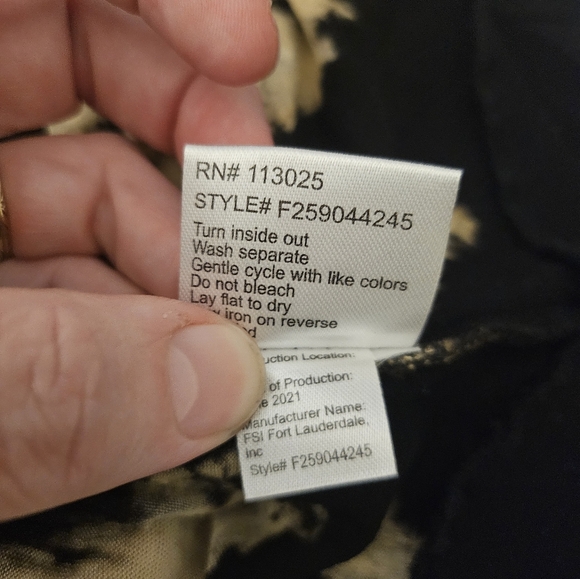 RN# 113025
STYLE# F259044245
Turn inside out
Wash separate
Gentle cycle with like colors
Do not bleach
Lay flat to dry
iron on reverse
Location:
of Production:
2021
Manufacturer Name:
FSI Fort Lauderdale,
Inc
Style# F259044245